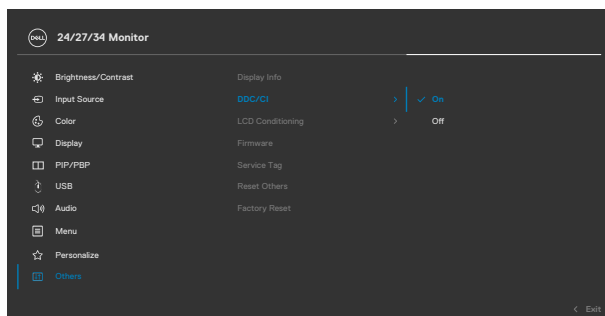 DELL 24/27/34 Monitor
Brightness/Contrast Display Info
Input Source DDC/CI On
Color LCD Conditioning Off
Display Firmware
PIP/PBP Service Tag
USB Reset Others
Audio Factory Reset
Menu
Personalize
Others
Exit